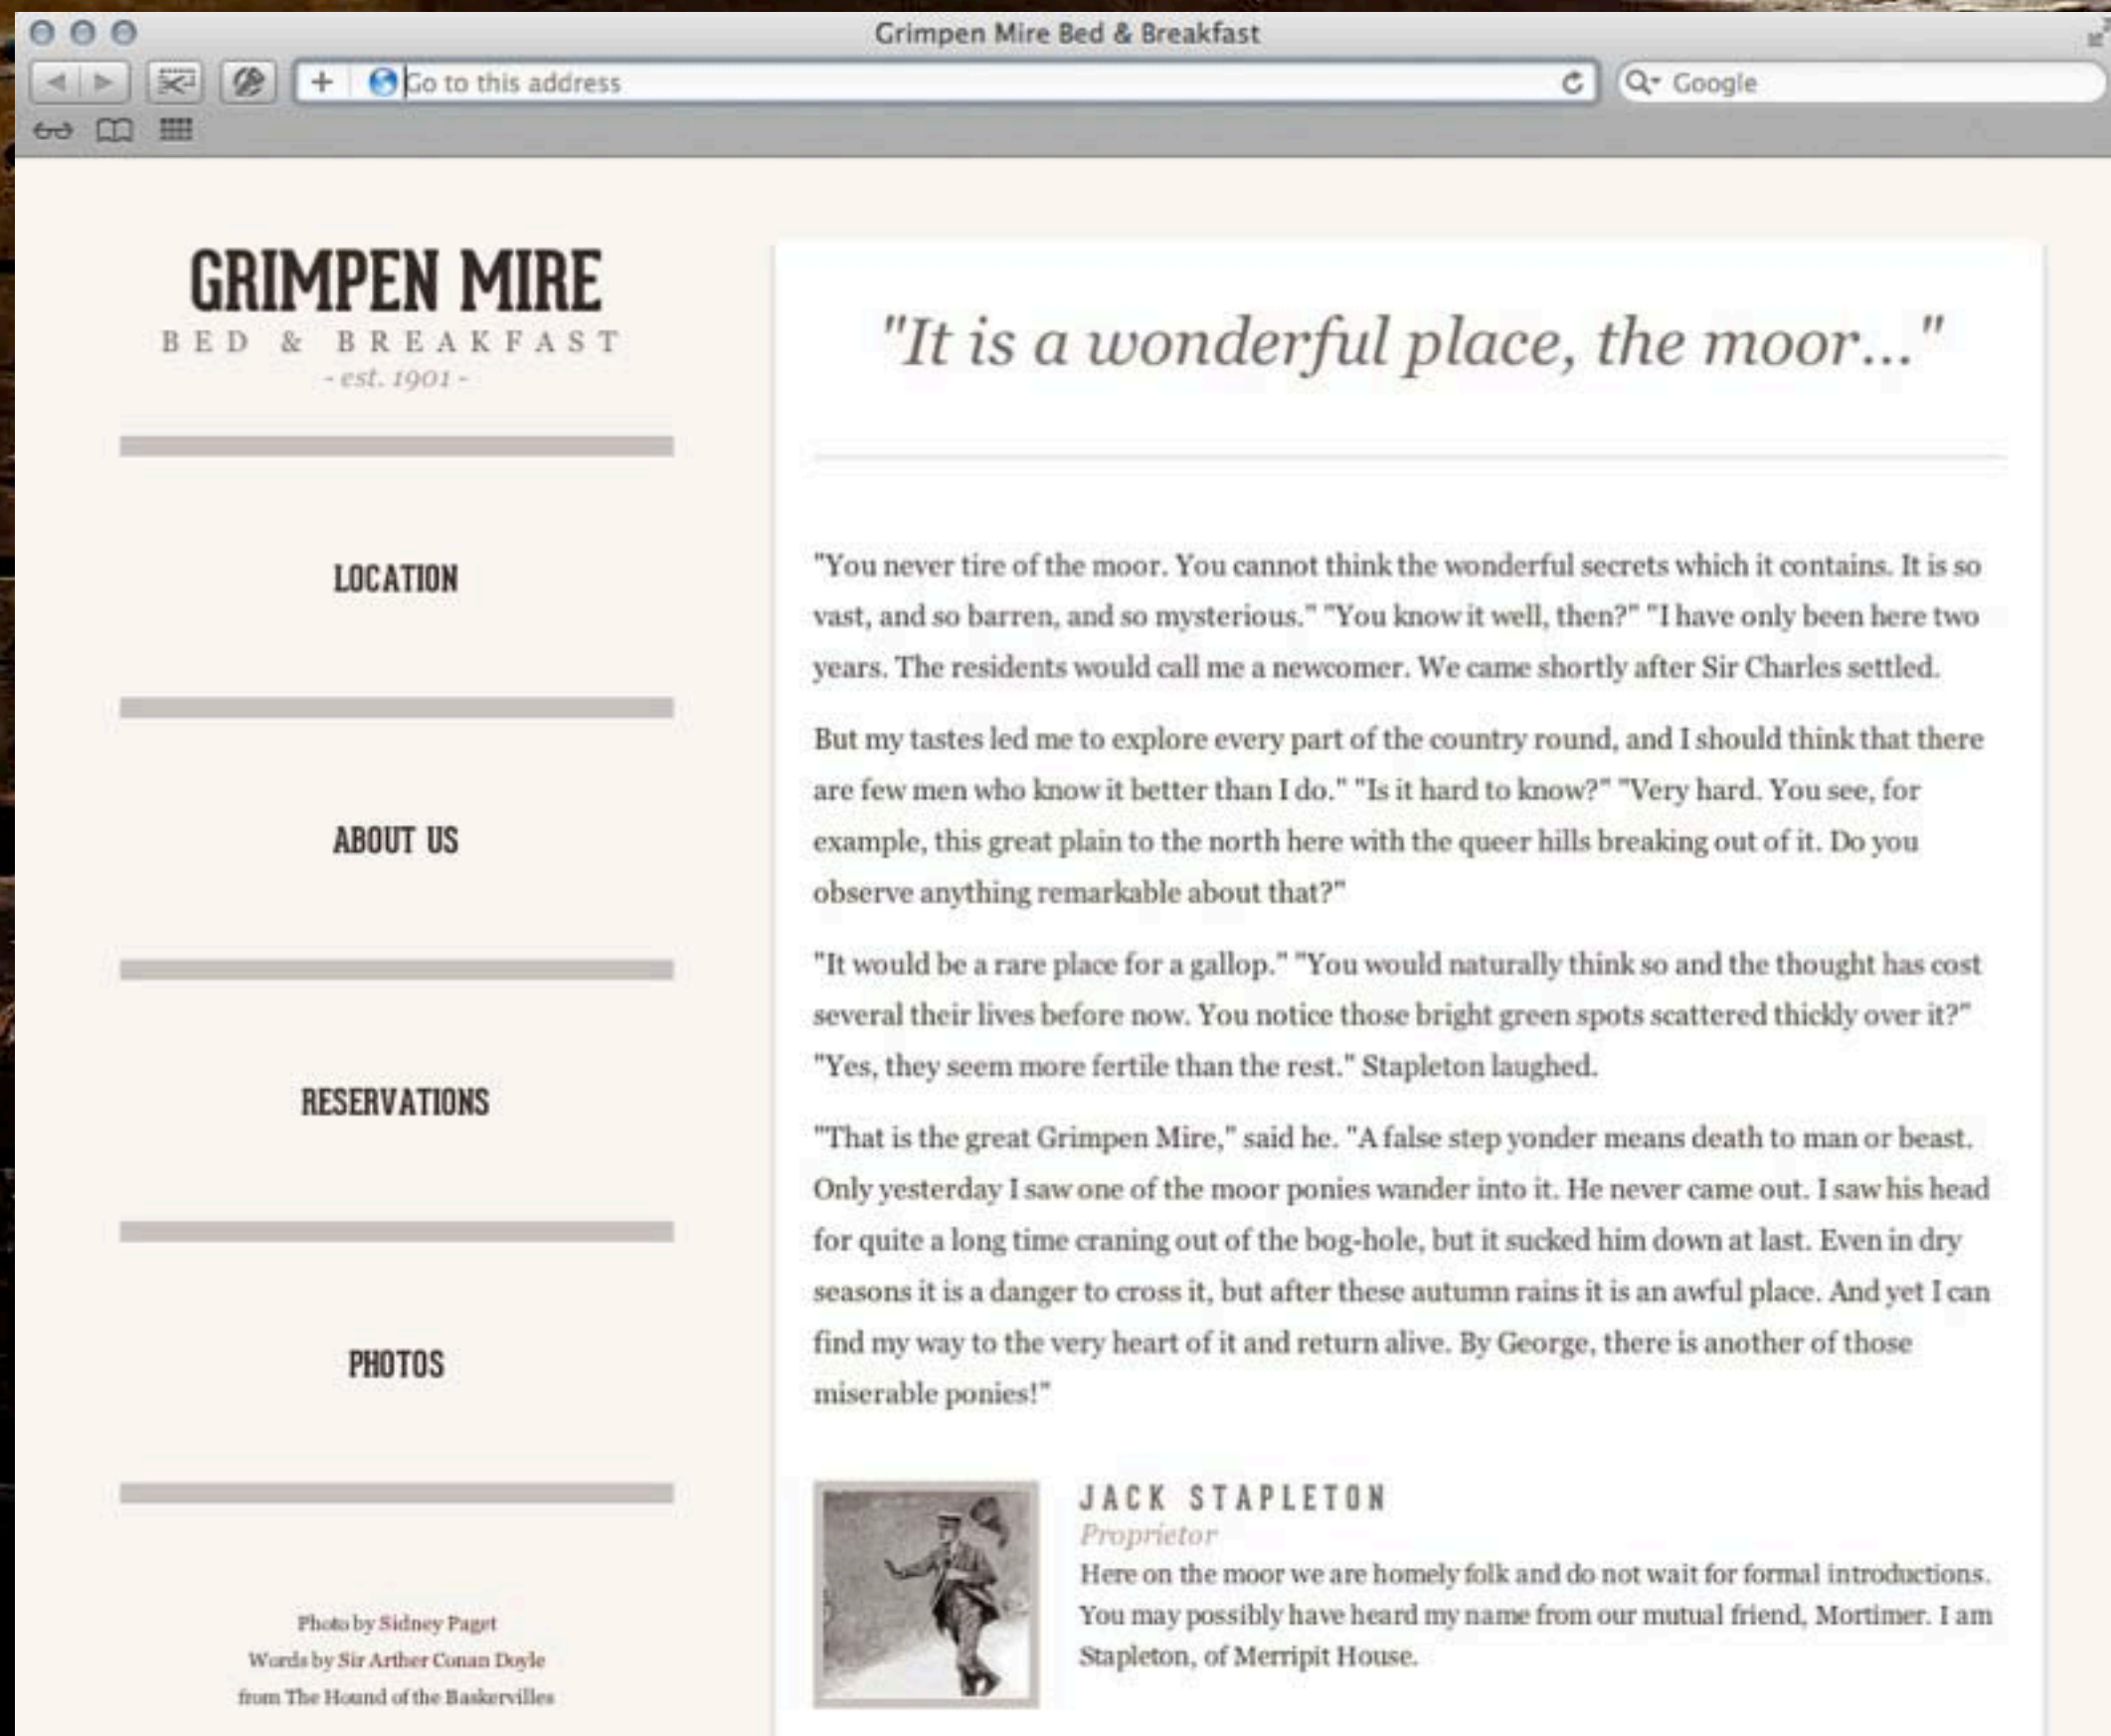 Grimpen Mire Bed & Breakfast
Go to this address
Google
GRIMPEN MIRE
BED & BREAKFAST
- est. 1901 -
LOCATION
ABOUT US
RESERVATIONS
PHOTOS
Photo by Sidney Paget
Words by Sir Arther Conan Doyle
from The Hound of the Baskervilles
"It is a wonderful place, the moor..."
"You never tire of the moor. You cannot think the wonderful secrets which it contains. It is so
vast, and so barren, and so mysterious." "You know it well, then?" "I have only been here two
years. The residents would call me a newcomer. We came shortly after Sir Charles settled.
But my tastes led me to explore every part of the country round, and I should think that there
are few men who know it better than I do." "Is it hard to know?" "Very hard. You see, for
example, this great plain to the north here with the queer hills breaking out of it. Do you
observe anything remarkable about that?"
"It would be a rare place for a gallop." "You would naturally think so and the thought has cost
several their lives before now. You notice those bright green spots scattered thickly over it?"
"Yes, they seem more fertile than the rest." Stapleton laughed.
"That is the great Grimpen Mire," said he. "A false step yonder means death to man or beast.
Only yesterday I saw one of the moor ponies wander into it. He never came out. I saw his head
for quite a long time craning out of the bog-hole, but it sucked him down at last. Even in dry
seasons it is a danger to cross it, but after these autumn rains it is an awful place. And yet I can
find my way to the very heart of it and return alive. By George, there is another of those
miserable ponies!"
JACK STAPLETON
Proprietor
Here on the moor we are homely folk and do not wait for formal introductions.
You may possibly have heard my name from our mutual friend, Mortimer. I am
Stapleton, of Merripit House.